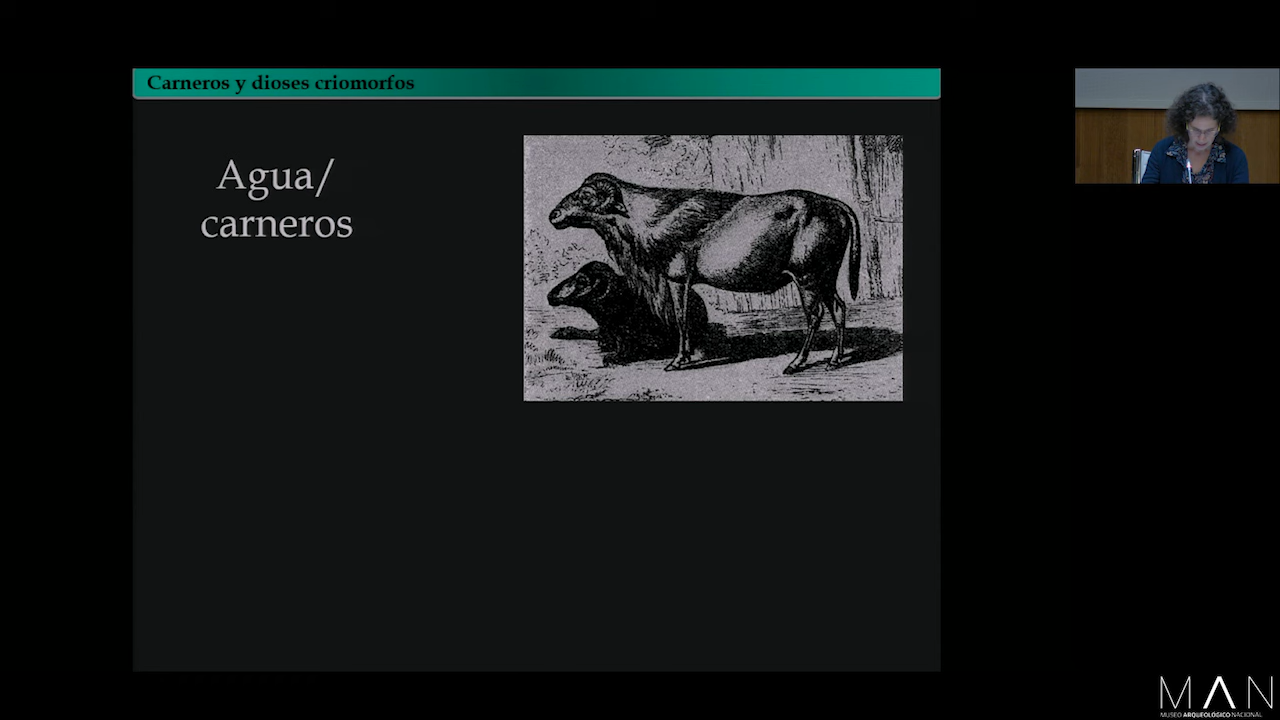 Carneros y dioses criomorfos
Agua/
carneros
MAN
MUSEO ARQUEOLÓGICO NACIONAL